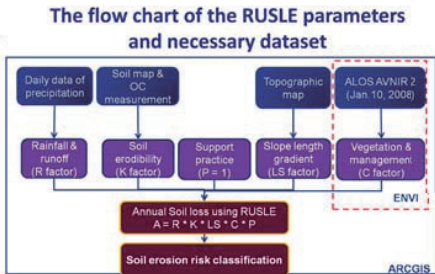 The flow chart of the RUSLE parameters
and necessary dataset
Daily data of
precipitation
Soil map &
OC
measurement
Topographic
map
ALOS AVNIR 2
(Jan.10, 2008)
Rainfall &
runoff
(R factor)
Soil
erodibility
(K factor)
Support
practice
(P = 1)
Slope length
gradient
(LS factor)
Vegetation &
management
(C factor)
ENVI
Annual Soil loss using RUSLE
A = R * K * LS * C * P
Soil erosion risk classification
ARCGIS